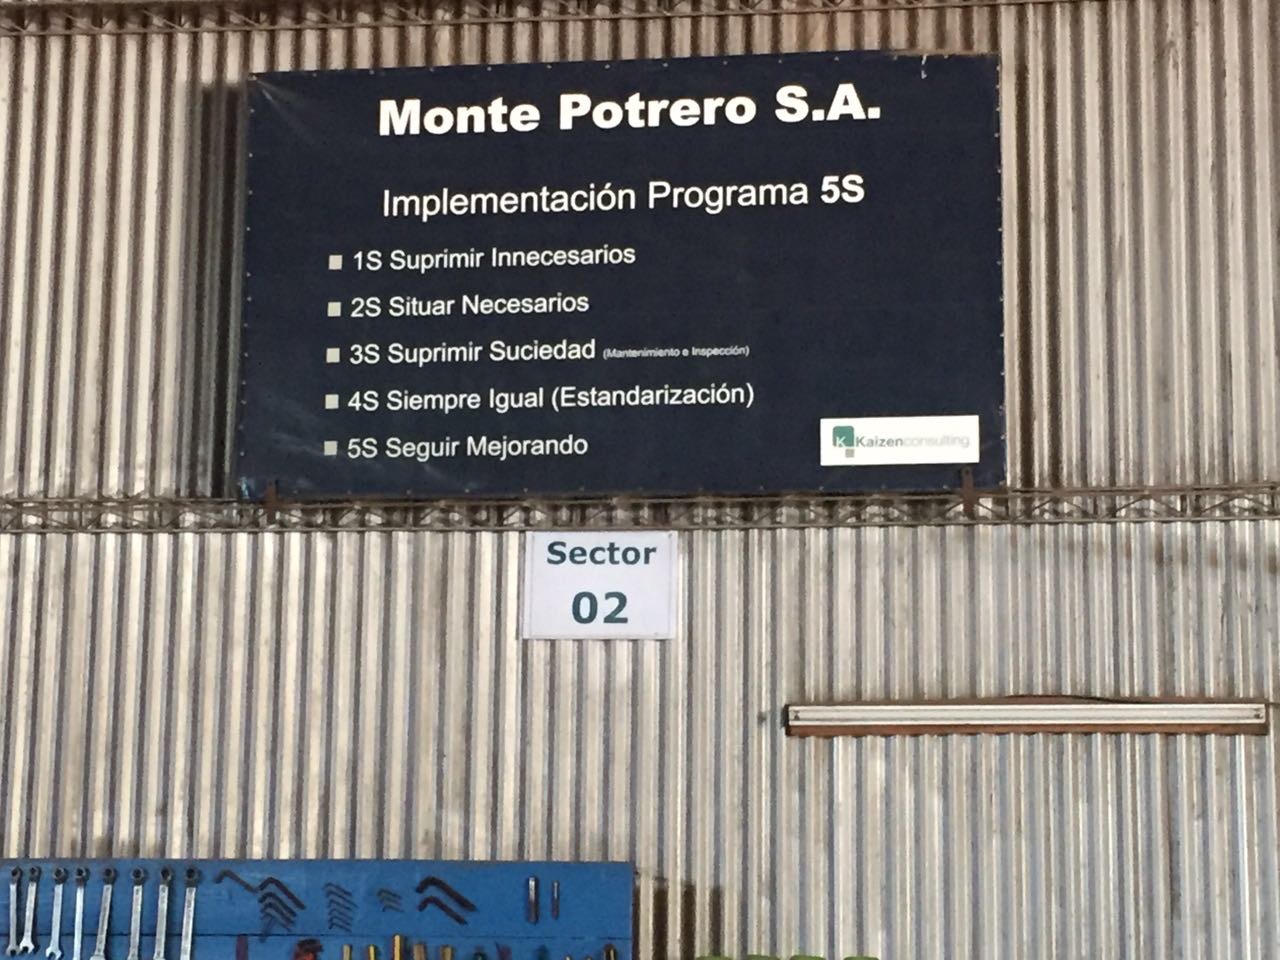 Monte Potrero S.A.
Implementación Programa 5S
1S Suprimir Innecesarios
2S Situar Necesarios
3S Suprimir Suciedad (Mantenimiento e Inspección)
4S Siempre Igual (Estandarización)
5S Seguir Mejorando
K Kaizenconsulting
Sector
02